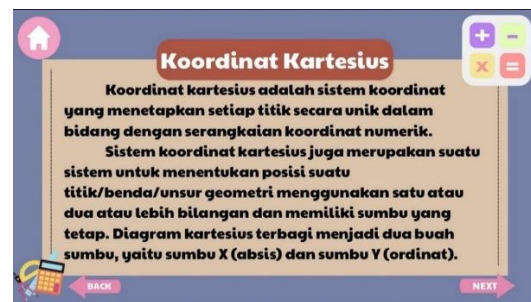 Koordinat Kartesius
Koordinat kartesius adalah sistem koordinat
yang menetapkan setiap titik secara unik dalam
bidang dengan serangkaian koordinat numerik.
Sistem koordinat kartesius juga merupakan suatu
sistem untuk menentukan posisi suatu
titik/benda/unsur geometri menggunakan satu atau
dua atau lebih bilangan dan memiliki sumbu yang
tetap. Diagram kartesius terbagi menjadi dua buah
sumbu, yaitu sumbu X (absis) dan sumbu Y (ordinat).
BACK
NEXT